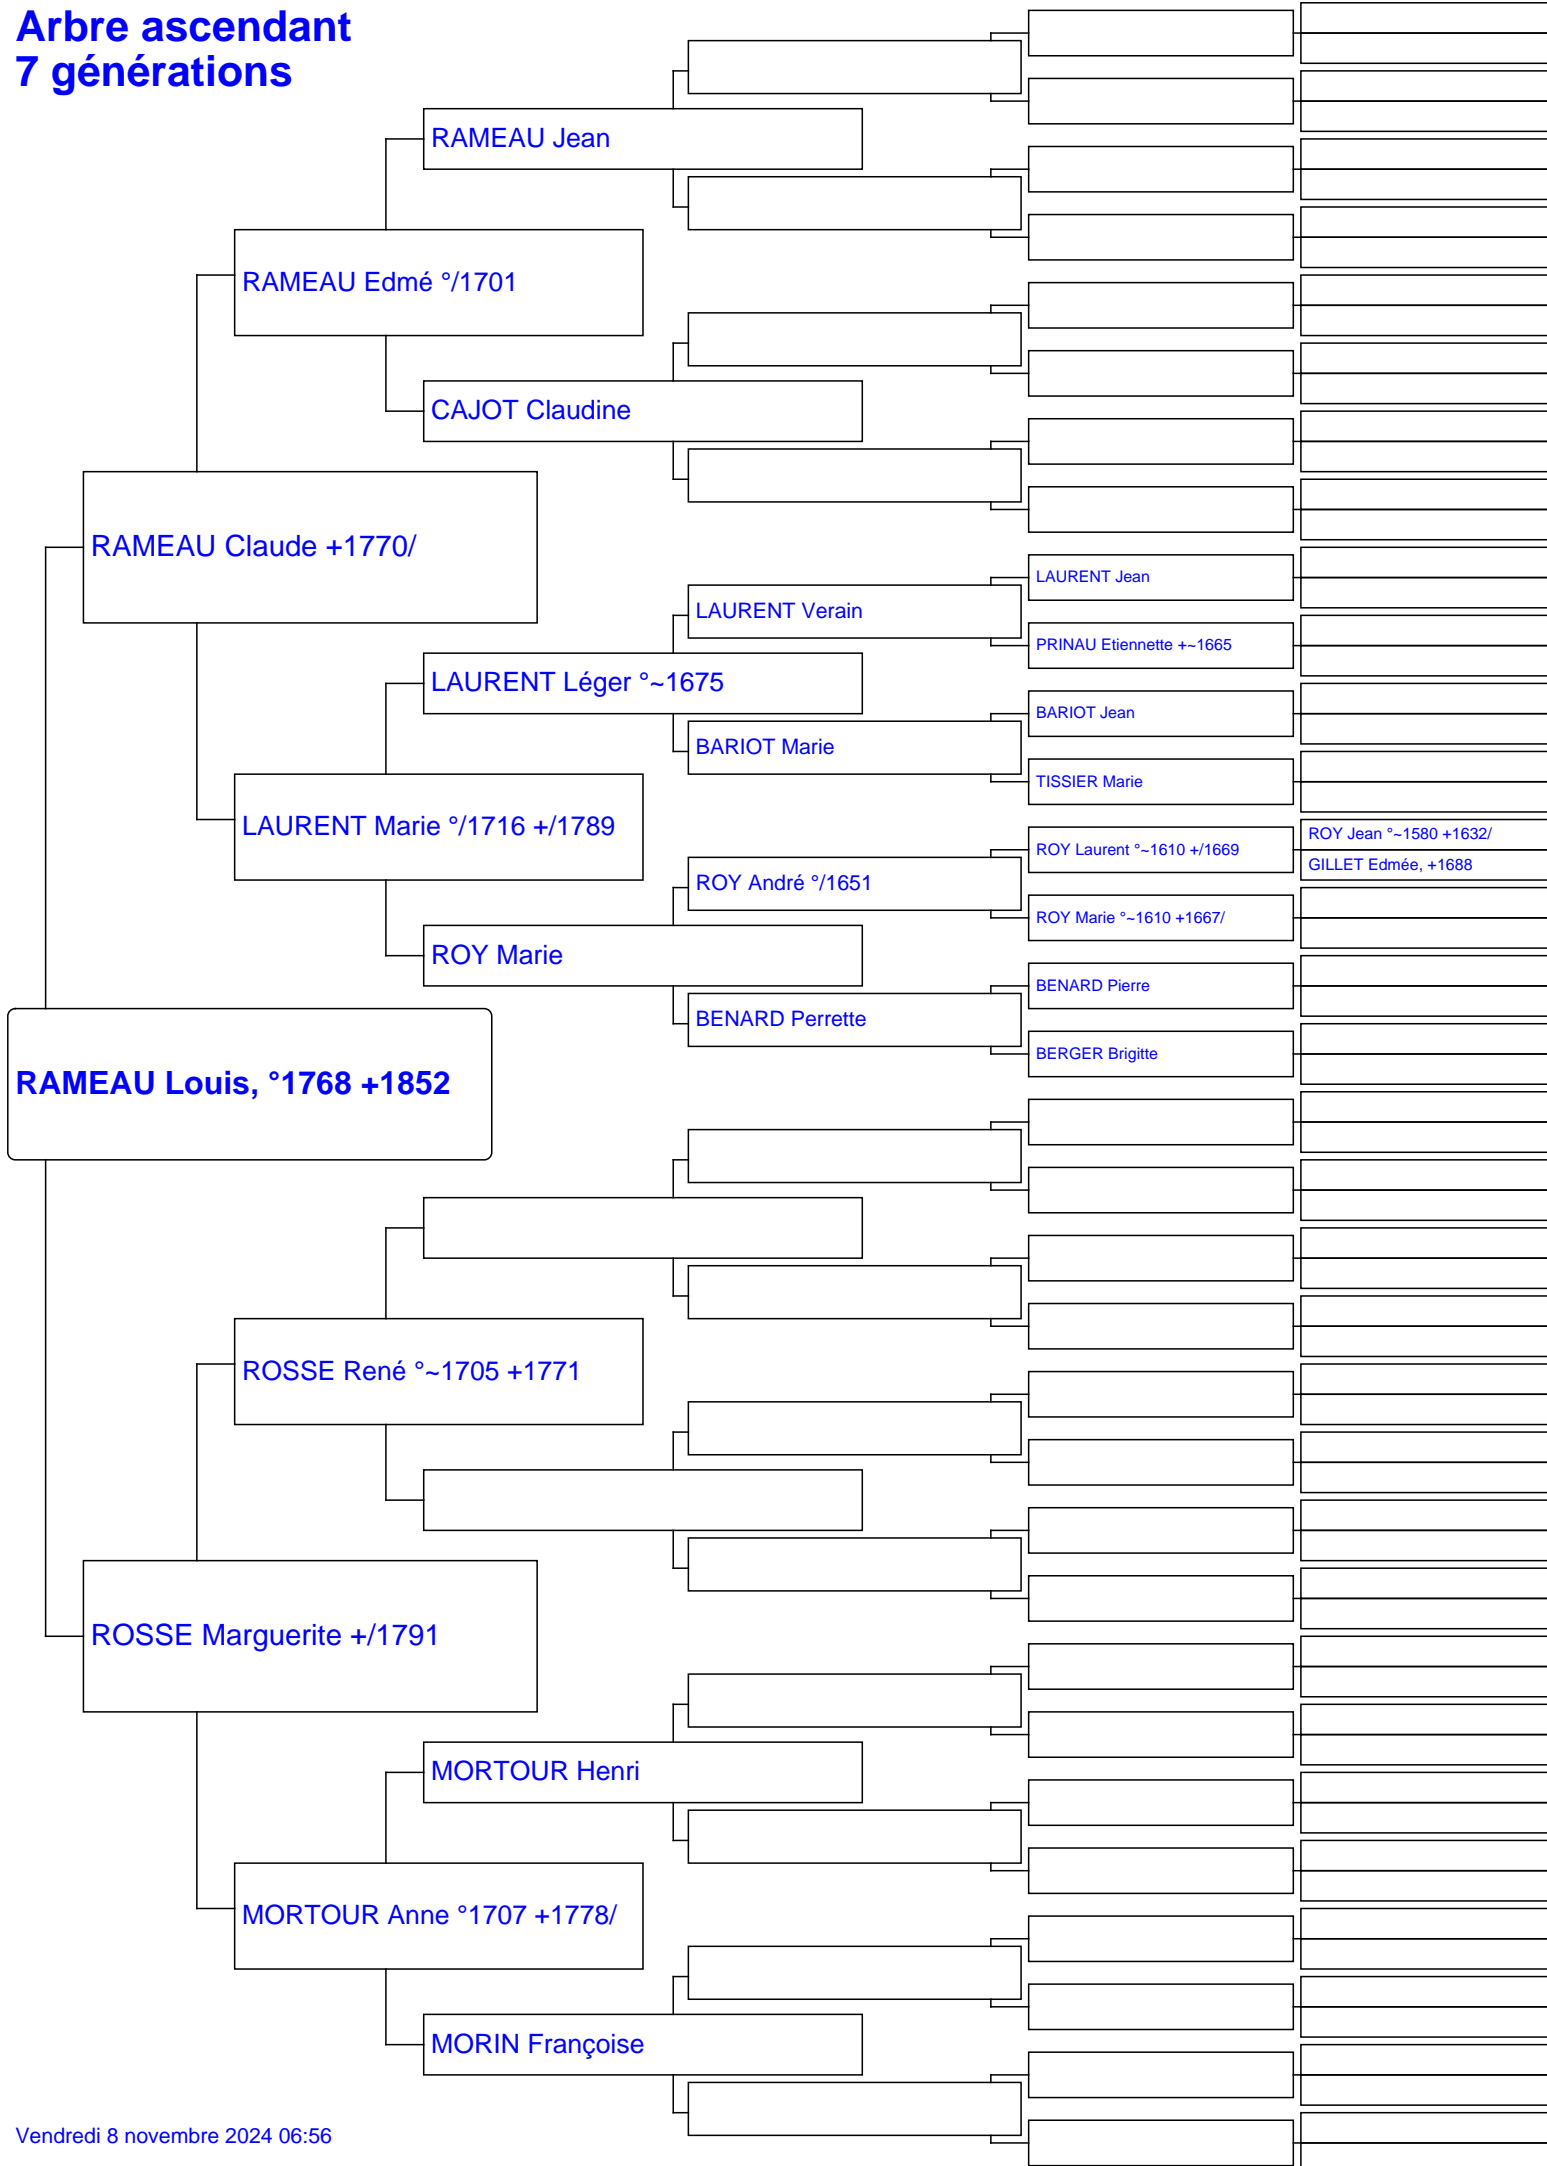 Arbre ascendant
7 générations
RAMEAU Jean
RAMEAU Edmé °/1701
CAJOT Claudine
RAMEAU Claude +1770/
LAURENT Jean
LAURENT Verain
PRINAU Etiennette +~1665
LAURENT Léger °~1675
BARIOT Jean
BARIOT Marie
TISSIER Marie
LAURENT Marie °/1716 +/1789
ROY Jean °~1580 +1632/
ROY Laurent °~1610 +/1669
GILLET Edmée, +1688
ROY André °/1651
ROY Marie °~1610 +1667/
ROY Marie
BENARD Pierre
BENARD Perrette
BERGER Brigitte
RAMEAU Louis, °1768 +1852
ROSSE René °~1705 +1771
ROSSE Marguerite +/1791
MORTOUR Henri
MORTOUR Anne °1707 +1778/
MORIN Françoise
Vendredi 8 novembre 2024 06:56